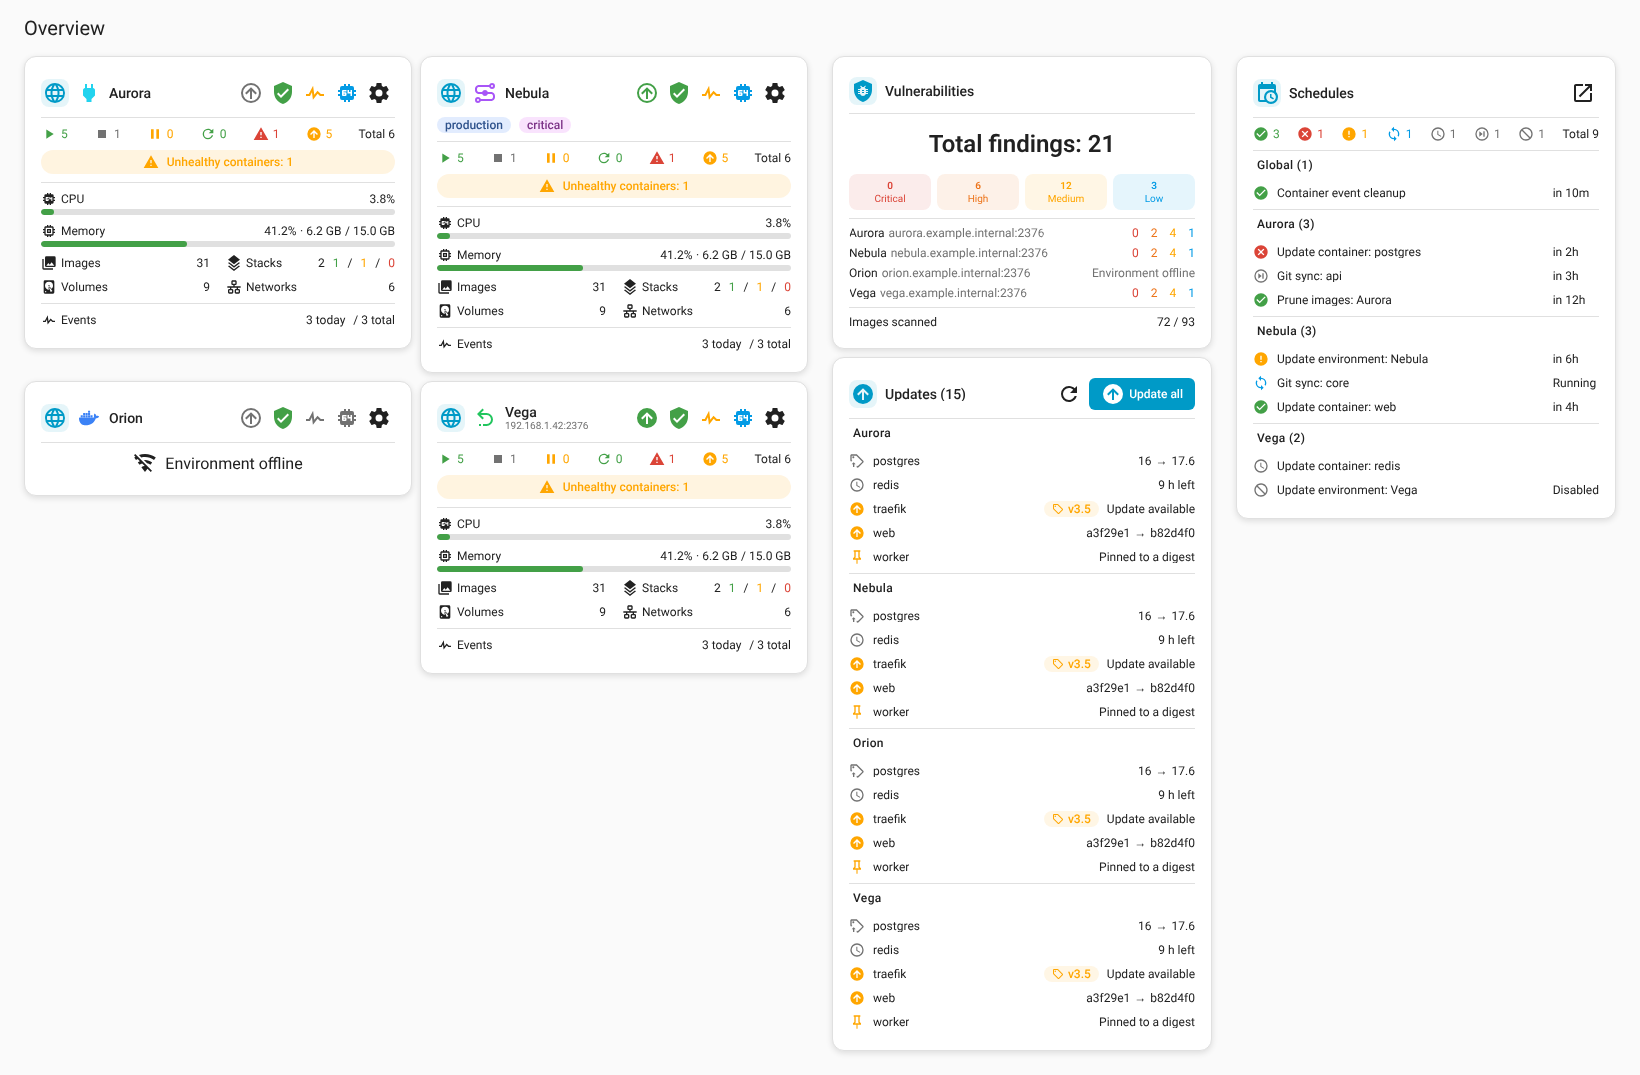 Overview
Aurora
5 1 0 0 1 5 Total 6
Unhealthy containers: 1
CPU 3.8%
Memory 41.2% · 6.2 GB / 15.0 GB
Images 31 Stacks 2 1 / 1 / 0
Volumes 9 Networks 6
Events 3 today / 3 total
Nebula
production critical
5 1 0 0 1 5 Total 6
Unhealthy containers: 1
CPU 3.8%
Memory 41.2% · 6.2 GB / 15.0 GB
Images 31 Stacks 2 1 / 1 / 0
Volumes 9 Networks 6
Events 3 today / 3 total
Orion
Environment offline
Vega
192.168.1.42:2376
5 1 0 0 1 5 Total 6
Unhealthy containers: 1
CPU 3.8%
Memory 41.2% · 6.2 GB / 15.0 GB
Images 31 Stacks 2 1 / 1 / 0
Volumes 9 Networks 6
Events 3 today / 3 total
Vulnerabilities
Total findings: 21
0 6 12 3
Critical High Medium Low
Aurora aurora.example.internal:2376 0 2 4 1
Nebula nebula.example.internal:2376 0 2 4 1
Orion orion.example.internal:2376 Environment offline
Vega vega.example.internal:2376 0 2 4 1
Images scanned 72 / 93
Updates (15) Update all
Aurora
postgres 16 → 17.6
redis 9 h left
traefik v3.5 Update available
web a3f29e1 → b82d4f0
worker Pinned to a digest
Nebula
postgres 16 → 17.6
redis 9 h left
traefik v3.5 Update available
web a3f29e1 → b82d4f0
worker Pinned to a digest
Orion
postgres 16 → 17.6
redis 9 h left
traefik v3.5 Update available
web a3f29e1 → b82d4f0
worker Pinned to a digest
Vega
postgres 16 → 17.6
redis 9 h left
traefik v3.5 Update available
web a3f29e1 → b82d4f0
worker Pinned to a digest
Schedules
3 1 1 1 1 1 1 Total 9
Global (1)
Container event cleanup in 10m
Aurora (3)
Update container: postgres in 2h
Git sync: api in 3h
Prune images: Aurora in 12h
Nebula (3)
Update environment: Nebula in 6h
Git sync: core Running
Update container: web in 4h
Vega (2)
Update container: redis
Update environment: Vega Disabled